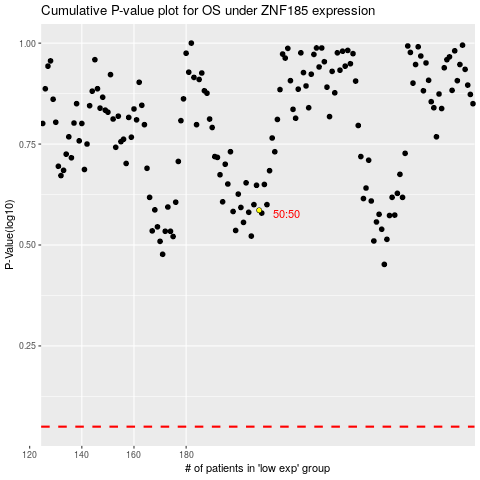 Cumulative P-value plot for OS under ZNF185 expression
1.00
0.75
0.50
0.25
P-Value(log10)
50:50
120 140 160 180
# of patients in 'low exp' group